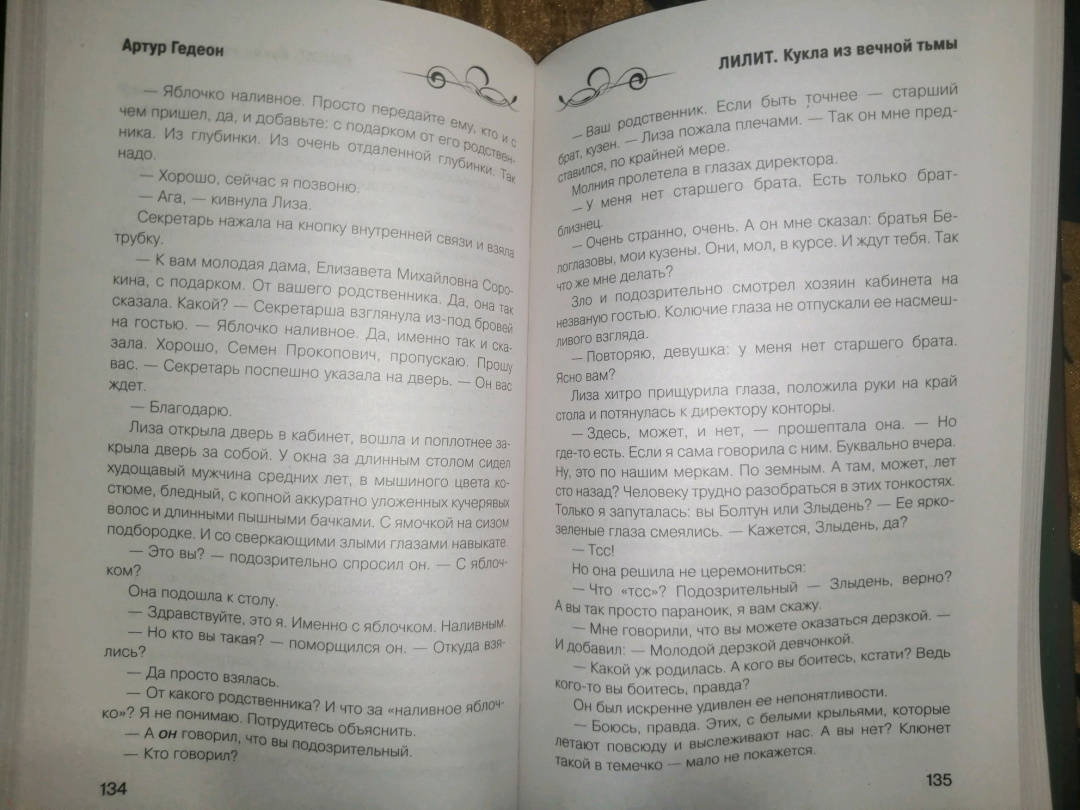 Артур Гедеон
— Яблочко наливное. Просто передайте ему, кто и с
чем пришел, да, и добавьте: с подарком от его родствен-
ника. Из глубинки. Из очень отдаленной глубинки. Так
надо.
— Хорошо, сейчас я позвоню.
— Ага, — кивнула Лиза.
Секретарь нажала на кнопку внутренней связи и взяла
трубку.
— К вам молодая дама, Елизавета Михайловна Соро-
кина, с подарком. От вашего родственника. Да, она так
сказала. Какой? — Секретарша взглянула из-под бровей
на гостью. — Яблочко наливное. Да, именно так и ска-
зала. Хорошо, Семен Прокопович, пропускаю. Прошу
вас. — Секретарь поспешно указала на дверь. — Он вас
ждет.
— Благодарю.
Лиза открыла дверь в кабинет, вошла и поплотнее за-
крыла дверь за собой. У окна за длинным столом сидел
худощавый мужчина средних лет, в мышиного цвета ко-
стюме, бледный, с копной аккуратно уложенных кучерявых
волос и длинными пышными бачками. С ямочкой на сизом
подбородке. И со сверкающими злыми глазами навыкате.
— Это вы? — подозрительно спросил он. — С яблоч-
ком?
Она подошла к столу.
— Здравствуйте, это я. Именно с яблочком. Наливным.
— Но кто вы такая? — поморщился он. — Откуда взя-
лись?
— Да просто взялась.
— От какого родственника? И что за «наливное яблоч-
ко»? Я не понимаю. Потрудитесь объяснить.
— А он говорил, что вы подозрительный.
— Кто говорил?
134
ЛИЛИТ. Кукла из вечной тьмы
— Ваш родственник. Если быть точнее — старший
брат, кузен. — Лиза пожала плечами. — Так он мне пред-
ставился, по крайней мере.
Молния пролетела в глазах директора.
— У меня нет старшего брата. Есть только брат-
близнец.
— Очень странно, очень. А он мне сказал: братья Бе-
логлазовы, мои кузены. Они, мол, в курсе. И ждут тебя. Так
что же мне делать?
Зло и подозрительно смотрел хозяин кабинета на
незваную гостью. Колючие глаза не отпускали ее насмеш-
ливого взгляда.
— Повторяю, девушка: у меня нет старшего брата.
Ясно вам?
Лиза хитро прищурила глаза, положила руки на край
стола и потянулась к директору конторы.
— Здесь, может, и нет, — прошептала она. — Но
где-то есть. Если я сама говорила с ним. Буквально вчера.
Ну, это по нашим меркам. По земным. А там, может, лет
сто назад? Человеку трудно разобраться в этих тонкостях.
Только я запуталась: вы Болтун или Злыдень? — Ее ярко-
зеленые глаза смеялись. — Кажется, Злыдень, да?
— Тсс!
Но она решила не церемониться:
— Что «тсс»? Подозрительный — Злыдень, верно?
А вы так просто параноик, я вам скажу.
— Мне говорили, что вы можете оказаться дерзкой. —
И добавил: — Молодой дерзкой девчонкой.
— Какой уж родилась. А кого вы боитесь, кстати? Ведь
кого-то вы боитесь, правда?
Он был искренне удивлен ее непонятливости.
— Боюсь, правда. Этих, с белыми крыльями, которые
летают повсюду и выслеживают нас. А вы нет? Клюнет
такой в темечко — мало не покажется.
135